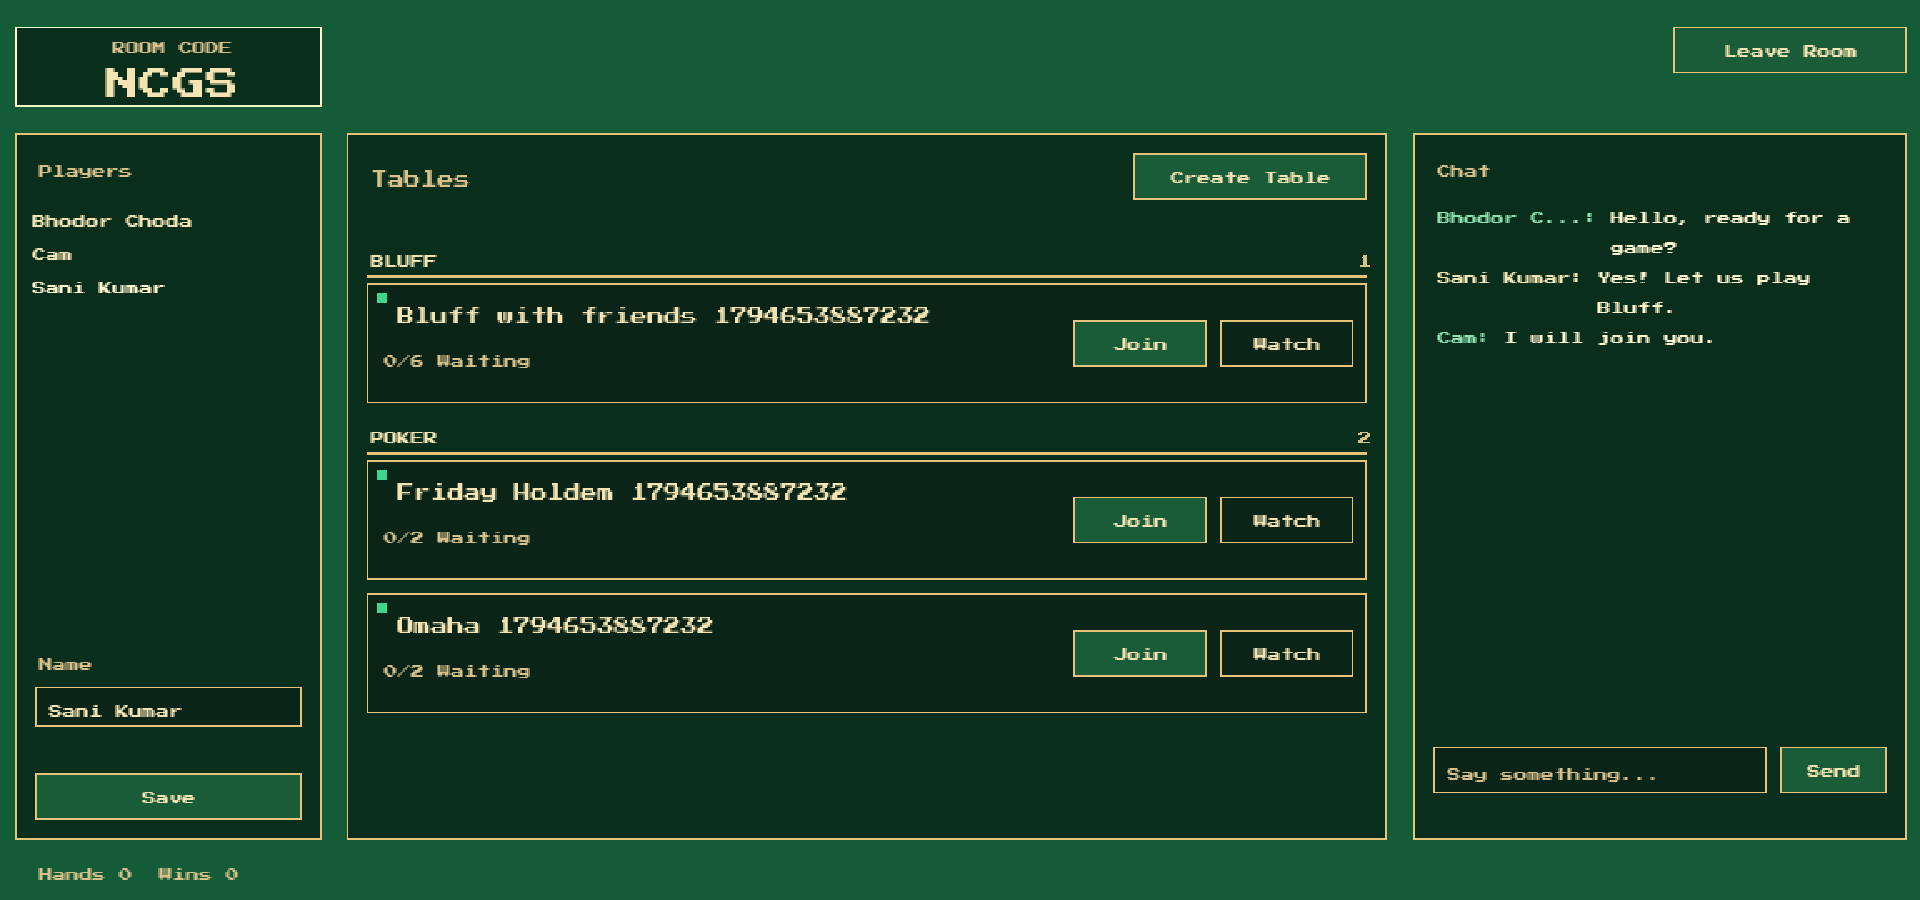 ROOM CODE
NCGS
Leave Room
Players
Bhodor Choda
Cam
Sani Kumar
Name
Sani Kumar
Save
Hands 0 Wins 0
Tables
Create Table
BLUFF 1
Bluff with friends 1794653887232
0/6 Waiting
Join Watch
POKER 2
Friday Holdem 1794653887232
0/2 Waiting
Join Watch
Omaha 1794653887232
0/2 Waiting
Join Watch
Chat
Bhodor C...: Hello, ready for a
game?
Sani Kumar: Yes! Let us play
Bluff.
Cam: I will join you.
Say something...
Send